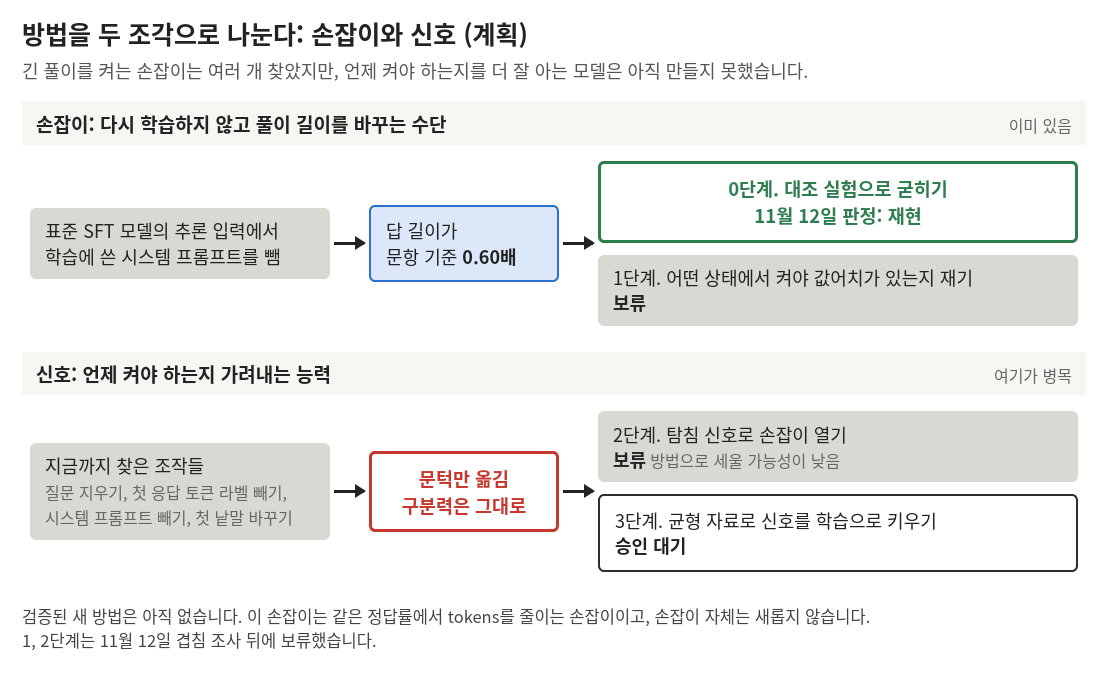 방법을 두 조각으로 나눈다: 손잡이와 신호 (계획)
긴 풀이를 켜는 손잡이는 여러 개 찾았지만, 언제 켜야 하는지를 더 잘 아는 모델은 아직 만들지 못했습니다.
손잡이: 다시 학습하지 않고 풀이 길이를 바꾸는 수단
이미 있음
표준 SFT 모델의 추론 입력에서
학습에 쓴 시스템 프롬프트를 뺌
답 길이가
문항 기준 0.60배
0단계. 대조 실험으로 굳히기
11월 12일 판정: 재현
1단계. 어떤 상태에서 켜야 값어치가 있는지 재기
보류
신호: 언제 켜야 하는지 가려내는 능력
여기가 병목
지금까지 찾은 조작들
질문 지우기, 첫 응답 토큰 라벨 빼기,
시스템 프롬프트 빼기, 첫 낱말 바꾸기
문턱만 옮김
구분력은 그대로
2단계. 탐침 신호로 손잡이 열기
보류 방법으로 세울 가능성이 낮음
3단계. 균형 자료로 신호를 학습으로 키우기
승인 대기
검증된 새 방법은 아직 없습니다. 이 손잡이는 같은 정답률에서 tokens를 줄이는 손잡이이고, 손잡이 자체는 새롭지 않습니다.
1, 2단계는 11월 12일 겹침 조사 뒤에 보류했습니다.